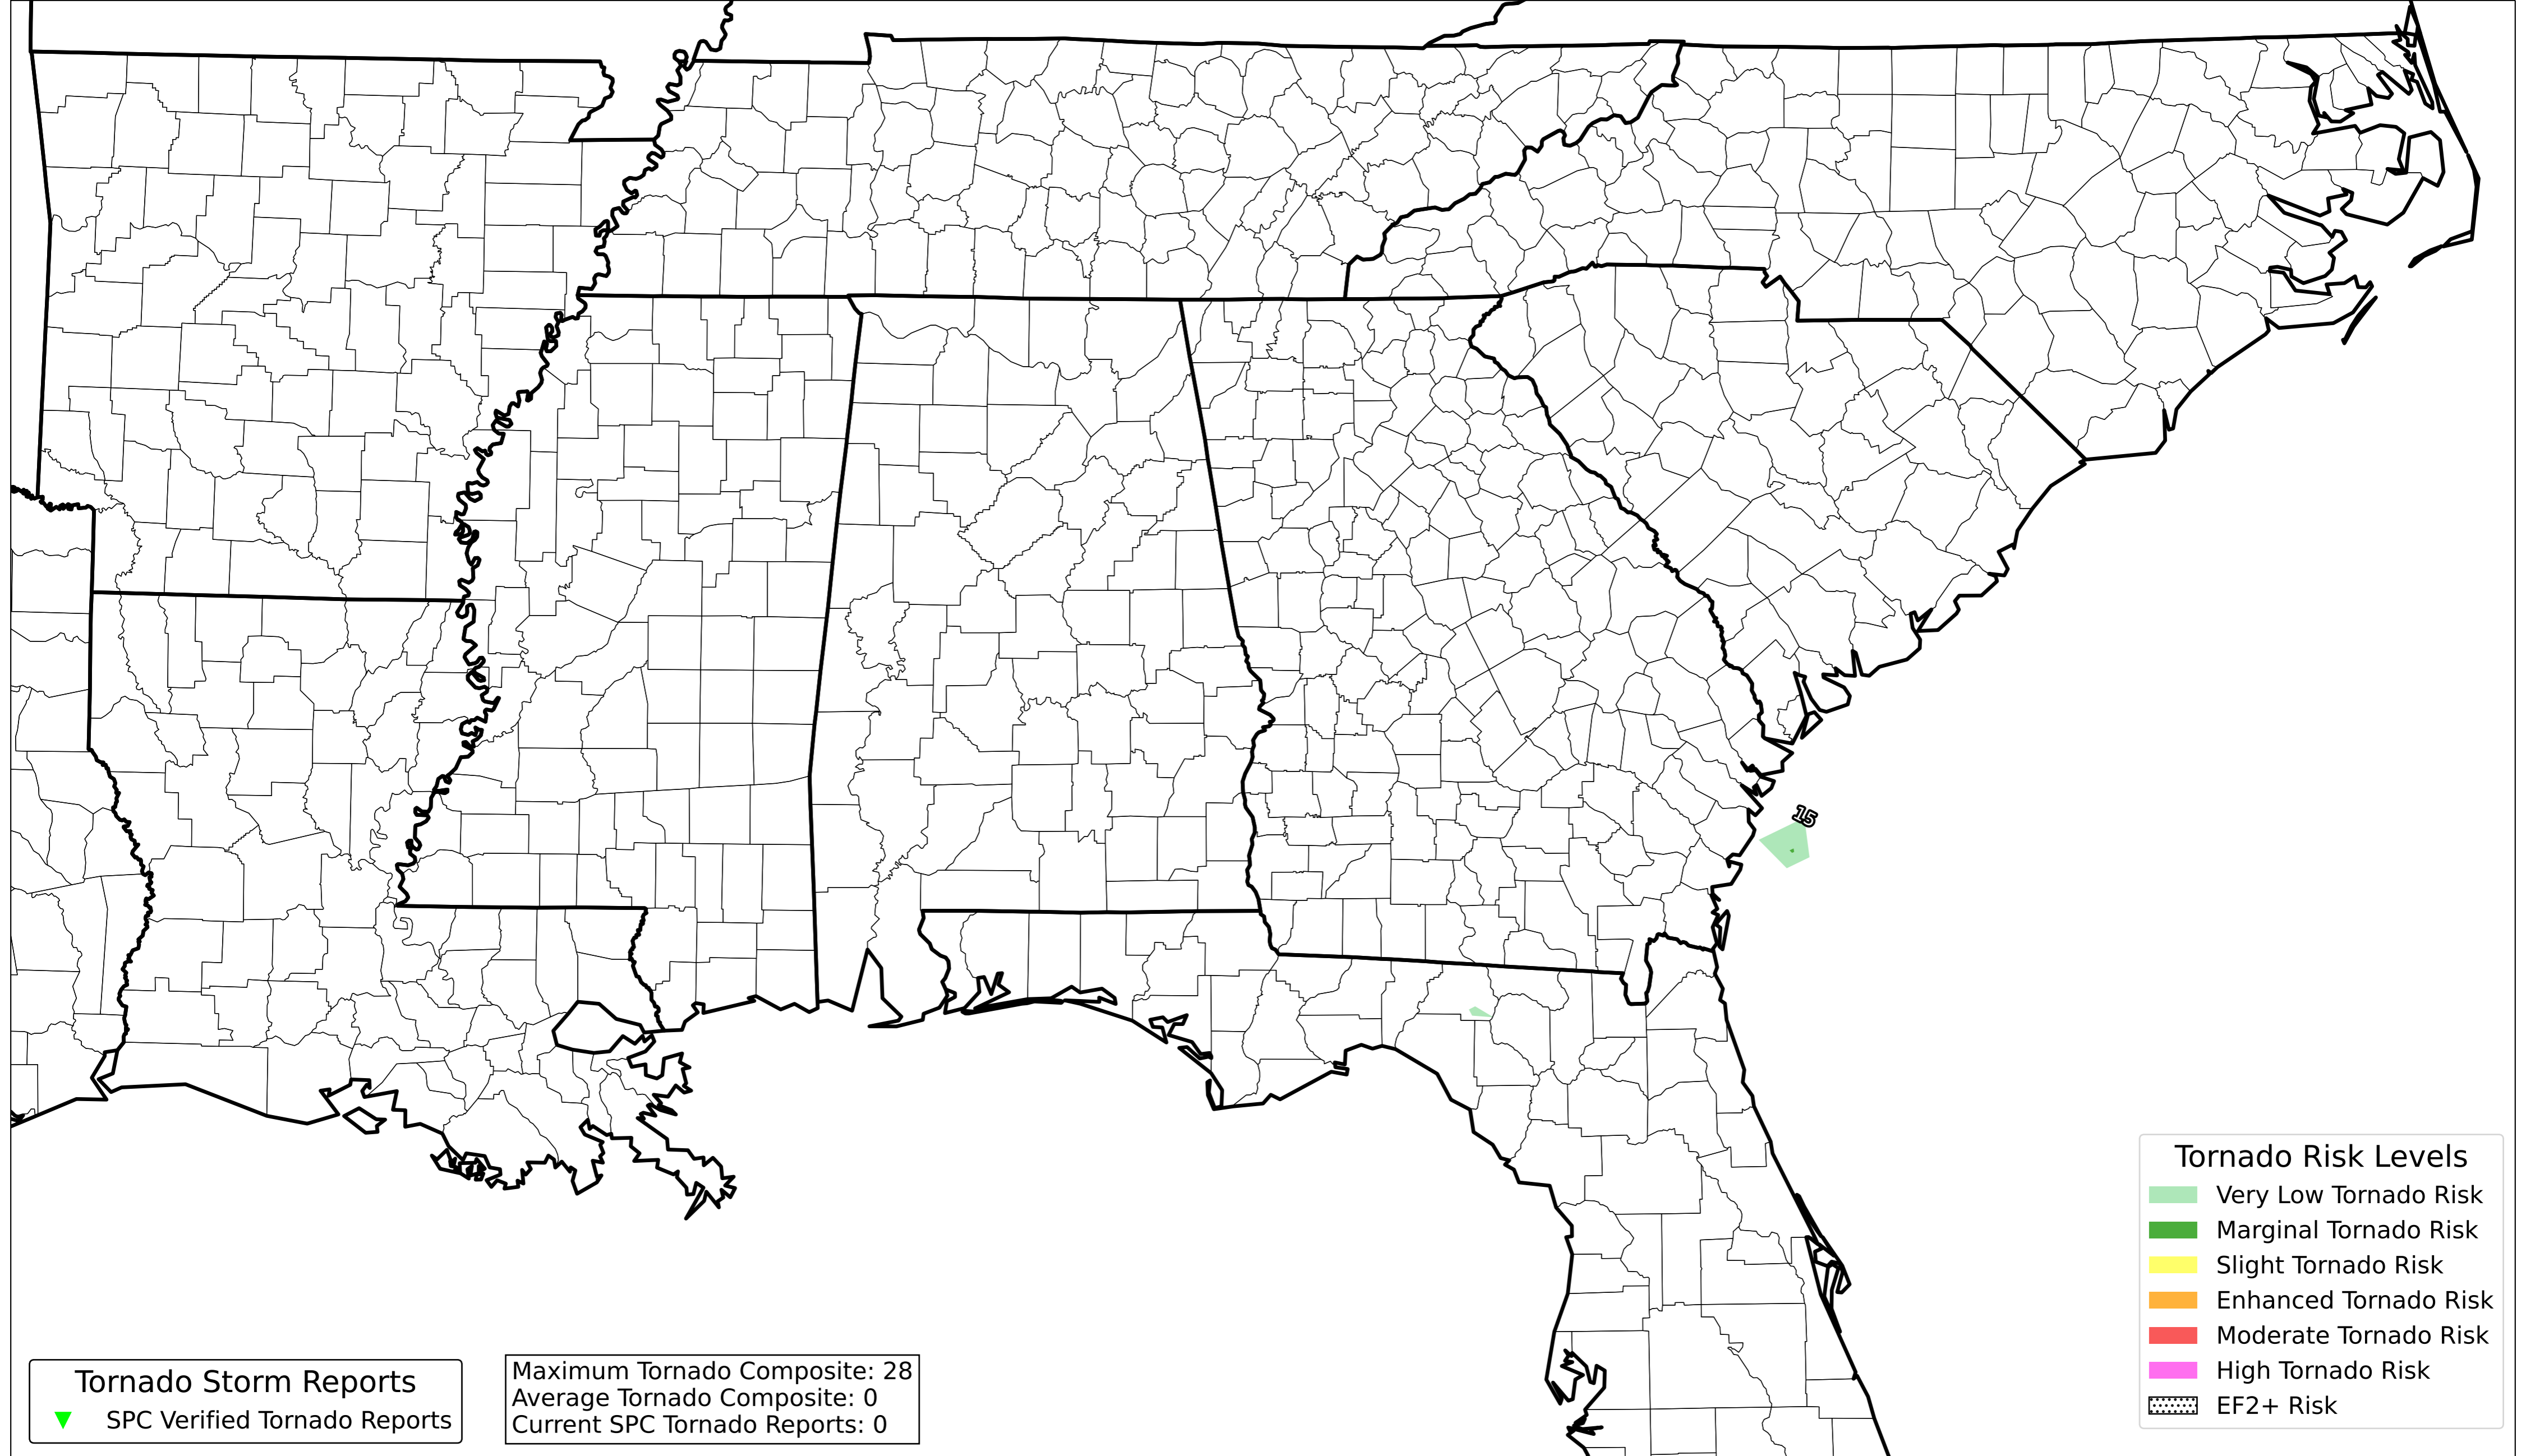 15
Tornado Risk Levels
Very Low Tornado Risk
Marginal Tornado Risk
Slight Tornado Risk
Enhanced Tornado Risk
Moderate Tornado Risk
High Tornado Risk
EF2+ Risk
Tornado Storm Reports
SPC Verified Tornado Reports
Maximum Tornado Composite: 28
Average Tornado Composite: 0
Current SPC Tornado Reports: 0